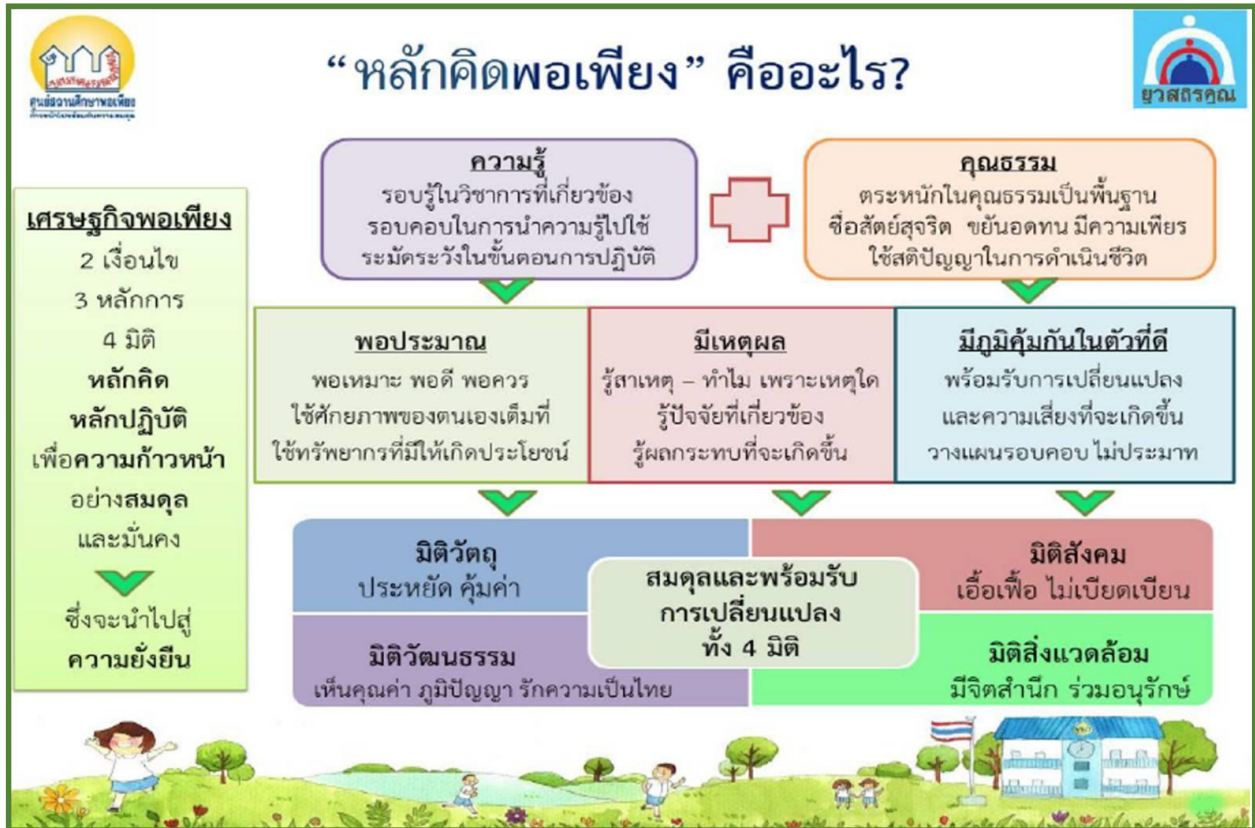 “หลักคิดพอเพียง” คืออะไร?
ศูนย์สถานศึกษาพอเพียง
ยุวสถิรคุณ
เศรษฐกิจพอเพียง
2 เงื่อนไข
3 หลักการ
4 มิติ
หลักคิด
หลักปฏิบัติ
เพื่อความก้าวหน้า
อย่างสมดุล
และมั่นคง
ซึ่งจะนำไปสู่
ความยั่งยืน
ความรู้
รอบรู้ในวิชาการที่เกี่ยวข้อง
รอบคอบในการนำความรู้ไปใช้
ระมัดระวังในขั้นตอนการปฏิบัติ
คุณธรรม
ตระหนักในคุณธรรมเป็นพื้นฐาน
ซื่อสัตย์สุจริต ขยันอดทน มีความเพียร
ใช้สติปัญญาในการดำเนินชีวิต
พอประมาณ
พอเหมาะ พอดี พอควร
ใช้ศักยภาพของตนเองเต็มที่
ใช้ทรัพยากรที่มีให้เกิดประโยชน์
มีเหตุผล
รู้สาเหตุ – ทำไม เพราะเหตุใด
รู้ปัจจัยที่เกี่ยวข้อง
รู้ผลกระทบที่จะเกิดขึ้น
มีภูมิคุ้มกันในตัวที่ดี
พร้อมรับการเปลี่ยนแปลง
และความเสี่ยงที่จะเกิดขึ้น
วางแผนรอบคอบ ไม่ประมาท
มิติวัตถุ
ประหยัด คุ้มค่า
มิติสังคม
เอื้อเฟื้อ ไม่เบียดเบียน
สมดุลและพร้อมรับ
การเปลี่ยนแปลง
ทั้ง 4 มิติ
มิติวัฒนธรรม
เห็นคุณค่า ภูมิปัญญา รักความเป็นไทย
มิติสิ่งแวดล้อม
มีจิตสำนึก ร่วมอนุรักษ์